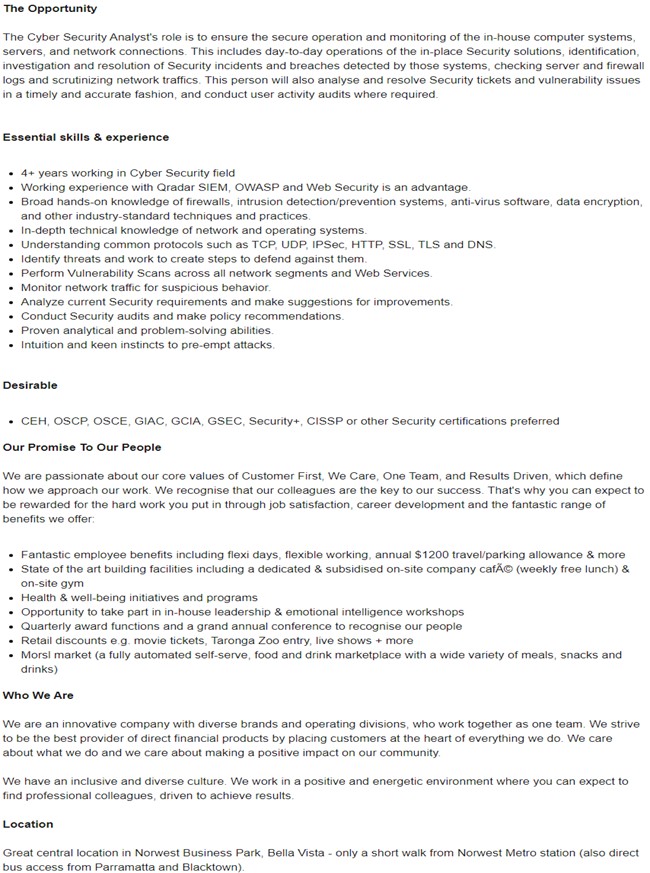 The Opportunity
The Cyber Security Analyst's role is to ensure the secure operation and monitoring of the in-house computer systems,
servers, and network connections. This includes day-to-day operations of the in-place Security solutions, identification,
investigation and resolution of Security incidents and breaches detected by those systems, checking server and firewall
logs and scrutinizing network traffics. This person will also analyse and resolve Security tickets and vulnerability issues
in a timely and accurate fashion, and conduct user activity audits where required.
Essential skills & experience
• 4+ years working in Cyber Security field
• Working experience with Qradar SIEM, OWASP and Web Security is an advantage.
• Broad hands-on knowledge of firewalls, intrusion detection/prevention systems, anti-virus software, data encryption,
and other industry-standard techniques and practices.
• In-depth technical knowledge of network and operating systems.
• Understanding common protocols such as TCP, UDP, IPSec, HTTP, SSL, TLS and DNS.
• Identify threats and work to create steps to defend against them.
• Perform Vulnerability Scans across all network segments and Web Services.
• Monitor network traffic for suspicious behavior.
• Analyze current Security requirements and make suggestions for improvements.
• Conduct Security audits and make policy recommendations.
• Proven analytical and problem-solving abilities.
• Intuition and keen instincts to pre-empt attacks.
Desirable
• CEH, OSCP, OSCE, GIAC, GCIA, GSEC, Security+, CISSP or other Security certifications preferred
Our Promise To Our People
We are passionate about our core values of Customer First, We Care, One Team, and Results Driven, which define
how we approach our work. We recognise that our colleagues are the key to our success. That's why you can expect to
be rewarded for the hard work you put in through job satisfaction, career development and the fantastic range of
benefits we offer:
• Fantastic employee benefits including flexi days, flexible working, annual $1200 travel/parking allowance & more
• State of the art building facilities including a dedicated & subsidised on-site company cafÃ© (weekly free lunch) &
on-site gym
• Health & well-being initiatives and programs
• Opportunity to take part in in-house leadership & emotional intelligence workshops
• Quarterly award functions and a grand annual conference to recognise our people
• Retail discounts e.g. movie tickets, Taronga Zoo entry, live shows + more
• Morsl market (a fully automated self-serve, food and drink marketplace with a wide variety of meals, snacks and
drinks)
Who We Are
We are an innovative company with diverse brands and operating divisions, who work together as one team. We strive
to be the best provider of direct financial products by placing customers at the heart of everything we do. We care
about what we do and we care about making a positive impact on our community.
We have an inclusive and diverse culture. We work in a positive and energetic environment where you can expect to
find professional colleagues, driven to achieve results.
Location
Great central location in Norwest Business Park, Bella Vista - only a short walk from Norwest Metro station (also direct
bus access from Parramatta and Blacktown).